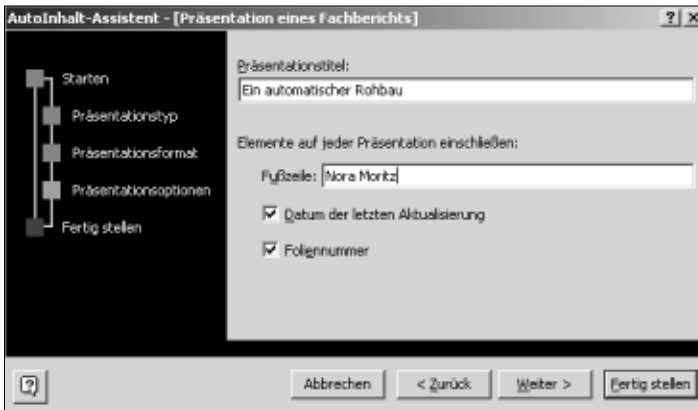 AutoInhalt-Assistent - [Präsentation eines Fachberichts]
Starten
Präsentationstyp
Präsentationsformat
Präsentationsoptionen
Fertig stellen
Präsentationstitel:
Ein automatischer Rohbau
Elemente auf jeder Präsentation einschließen:
Fußzeile: Nora Moritz
Datum der letzten Aktualisierung
Foliennummer
Abbrechen < Zurück Weiter > Fertig stellen